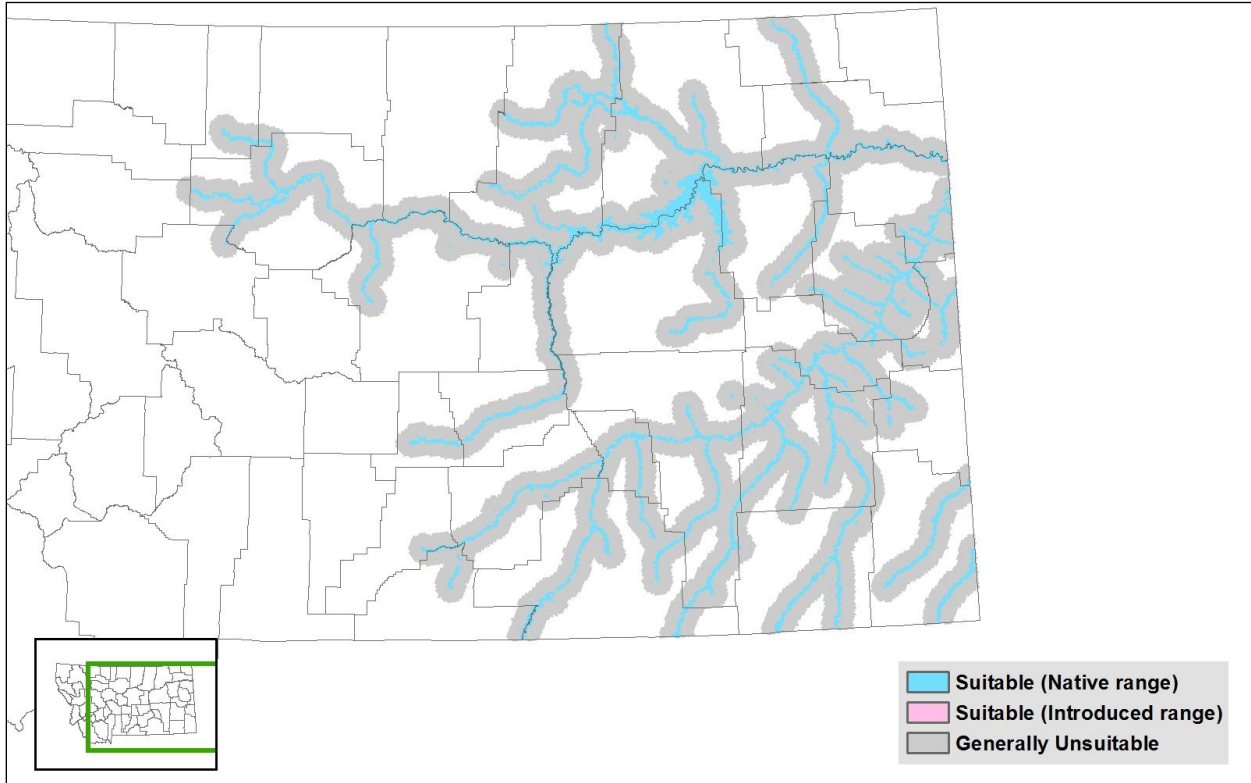 Suitable (Native range)
Suitable (Introduced range)
Generally Unsuitable